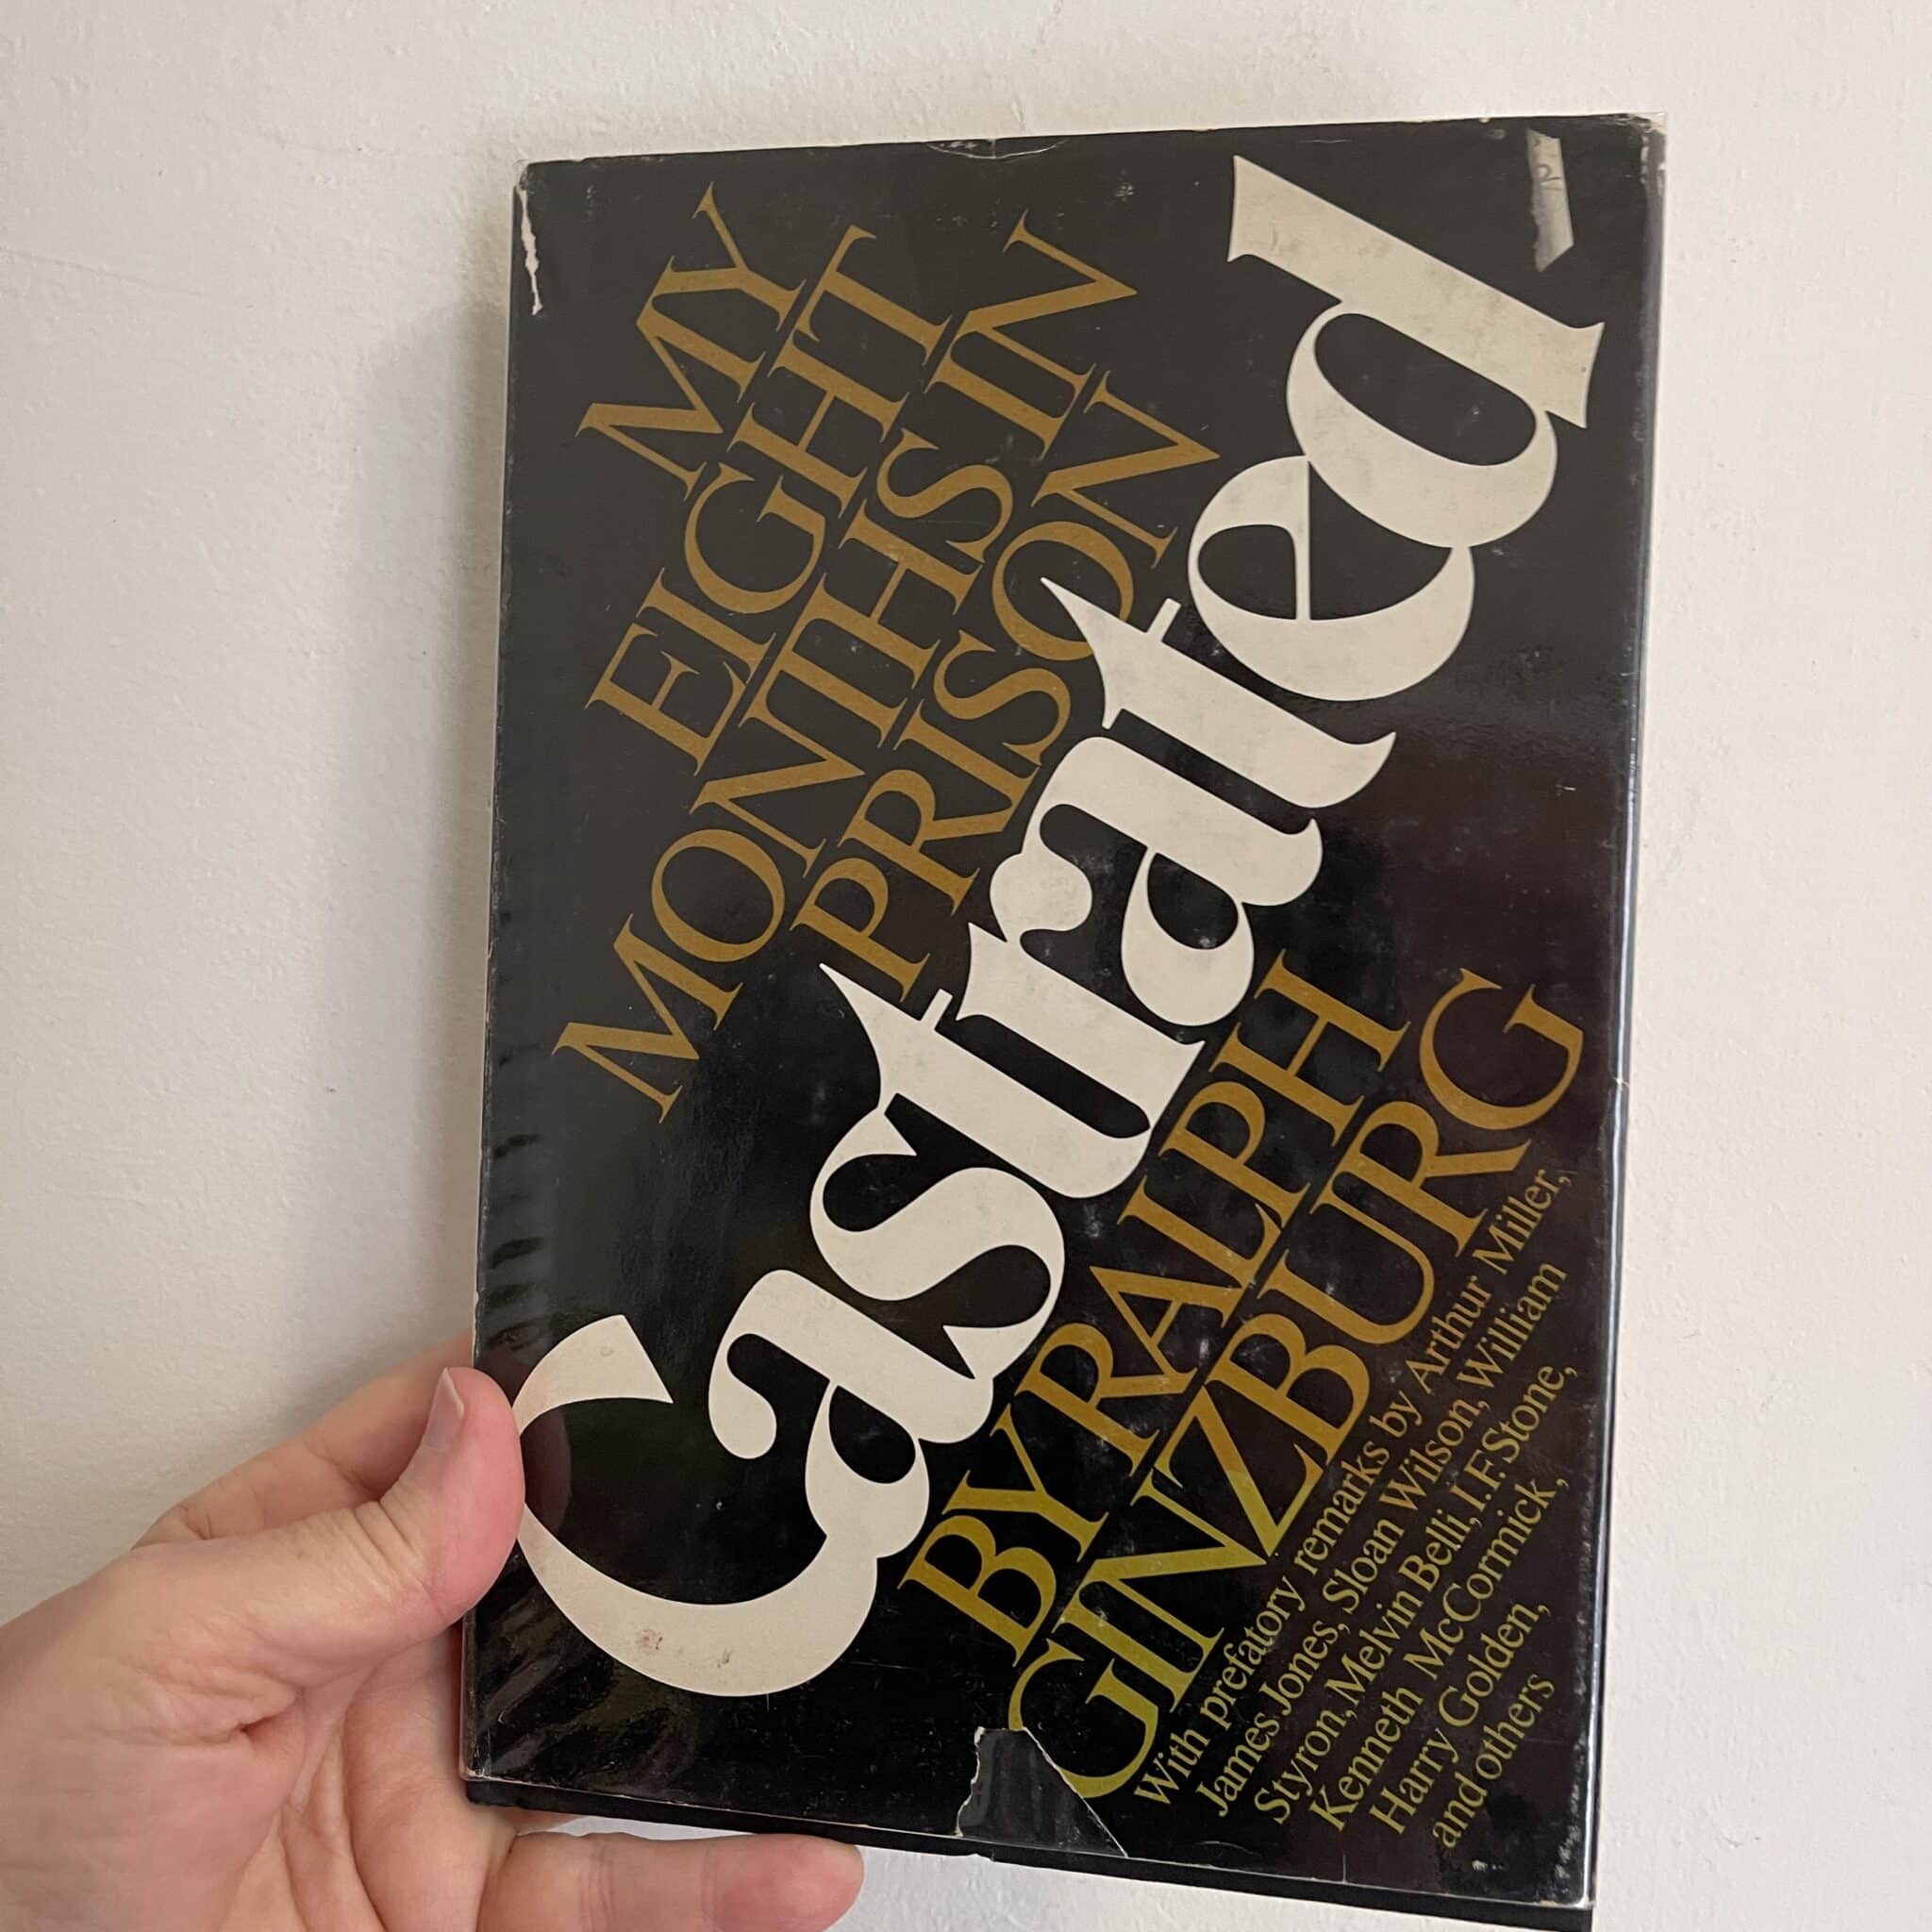 MY
EIGHT
MONTHS IN
PRISON
Castrated
BY RALPH
GINZBURG
With prefatory remarks by Arthur Miller,
James Jones, Sloan Wilson, William
Styron, Melvin Belli, I. F. Stone,
Kenneth McCormick,
Harry Golden,
and others